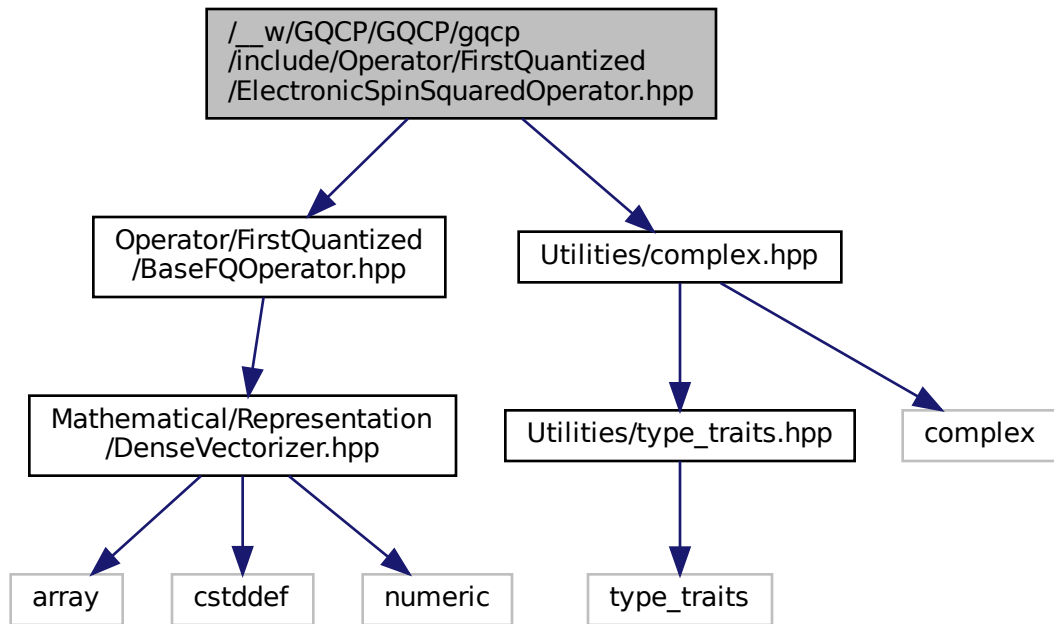 /__w/GQCP/GQCP/gqcp
/include/Operator/FirstQuantized
/ElectronicSpinSquaredOperator.hpp
Operator/FirstQuantized
/BaseFQOperator.hpp
Utilities/complex.hpp
Mathematical/Representation
/DenseVectorizer.hpp
Utilities/type_traits.hpp
complex
array
cstddef
numeric
type_traits